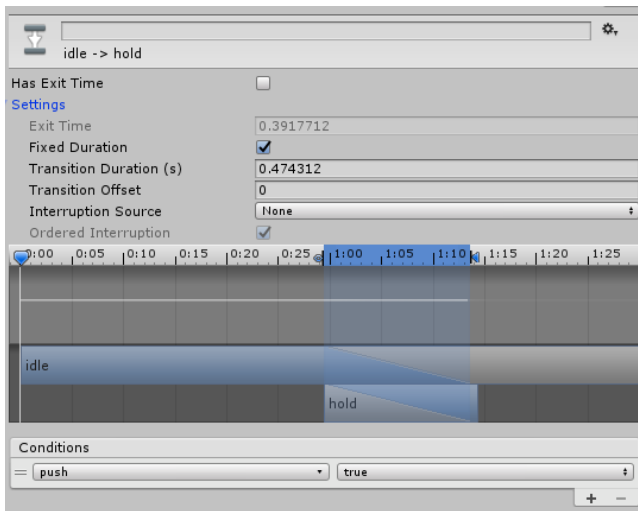 idle -> hold
Has Exit Time
Settings
Exit Time 0.3917712
Fixed Duration
Transition Duration (s) 0.474312
Transition Offset 0
Interruption Source None
Ordered Interruption
0:00 0:05 0:10 0:15 0:20 0:25 1:00 1:05 1:10 1:15 1:20 1:25
idle
hold
Conditions
= push true
+ −